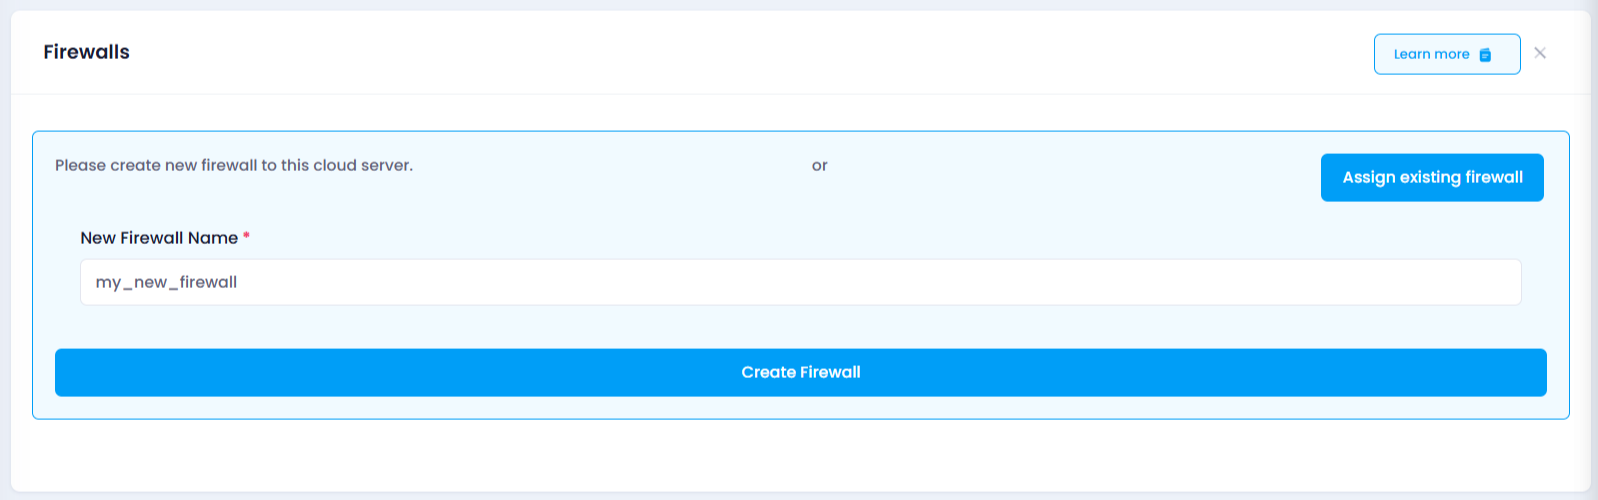 Firewalls
Learn more
Please create new firewall to this cloud server.
or
Assign existing firewall
New Firewall Name *
my_new_firewall
Create Firewall